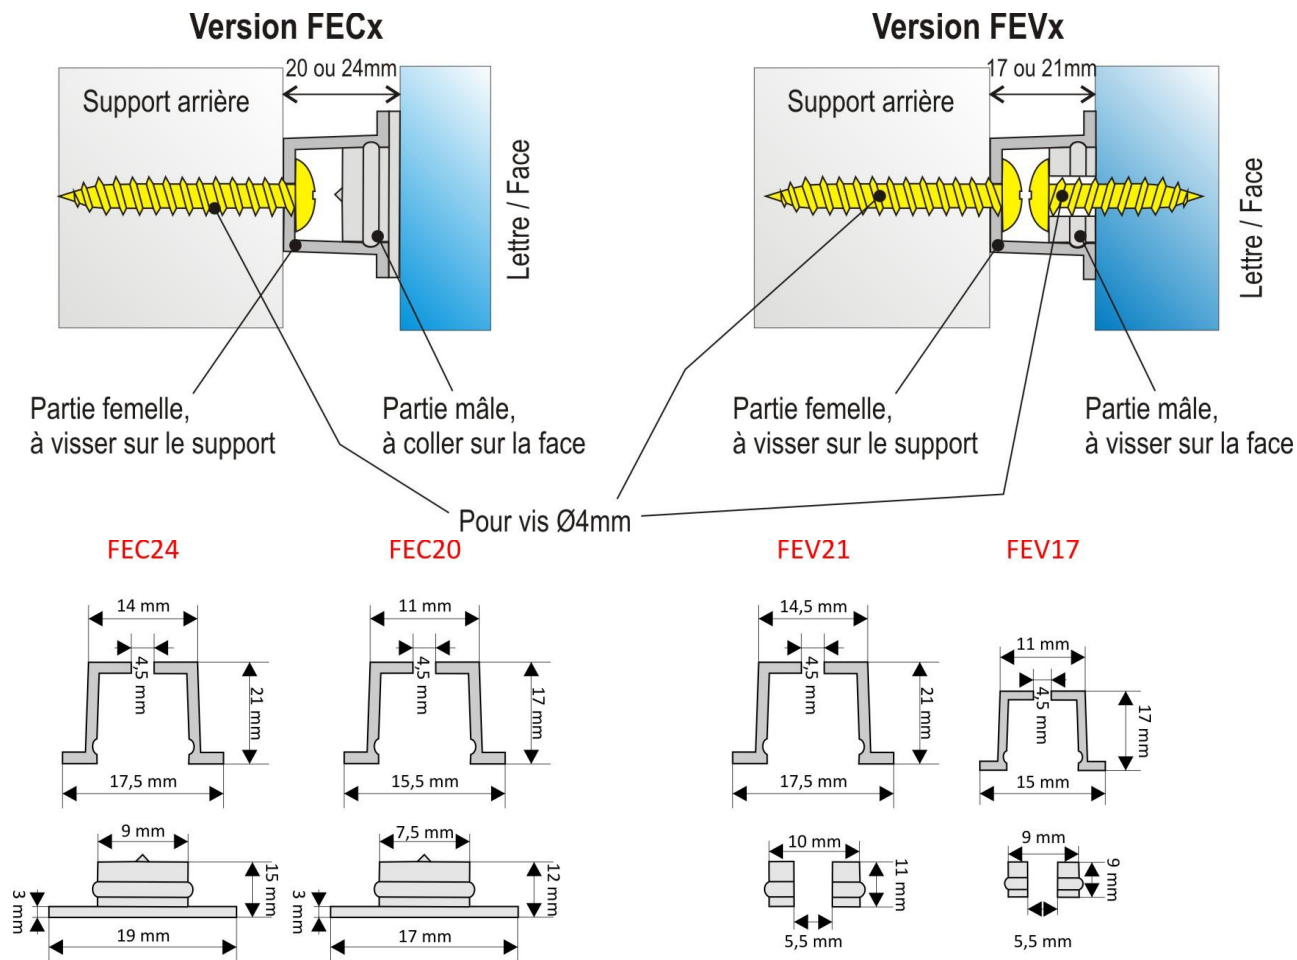 Version FECx
Version FEVx
20 ou 24mm
17 ou 21mm
Support arrière
Support arrière
Lettre / Face
Lettre / Face
Partie femelle,
à visser sur le support
Partie mâle,
à coller sur la face
Partie femelle,
à visser sur le support
Partie mâle,
à visser sur la face
Pour vis Ø4mm
FEC24
FEC20
FEV21
FEV17
14 mm
4,5 mm
21 mm
17,5 mm
11 mm
4,5 mm
17 mm
15,5 mm
14,5 mm
4,5 mm
21 mm
17,5 mm
11 mm
4,5 mm
17 mm
15 mm
9 mm
15 mm
3 mm
19 mm
7,5 mm
12 mm
3 mm
17 mm
10 mm
11 mm
5,5 mm
9 mm
9 mm
5,5 mm